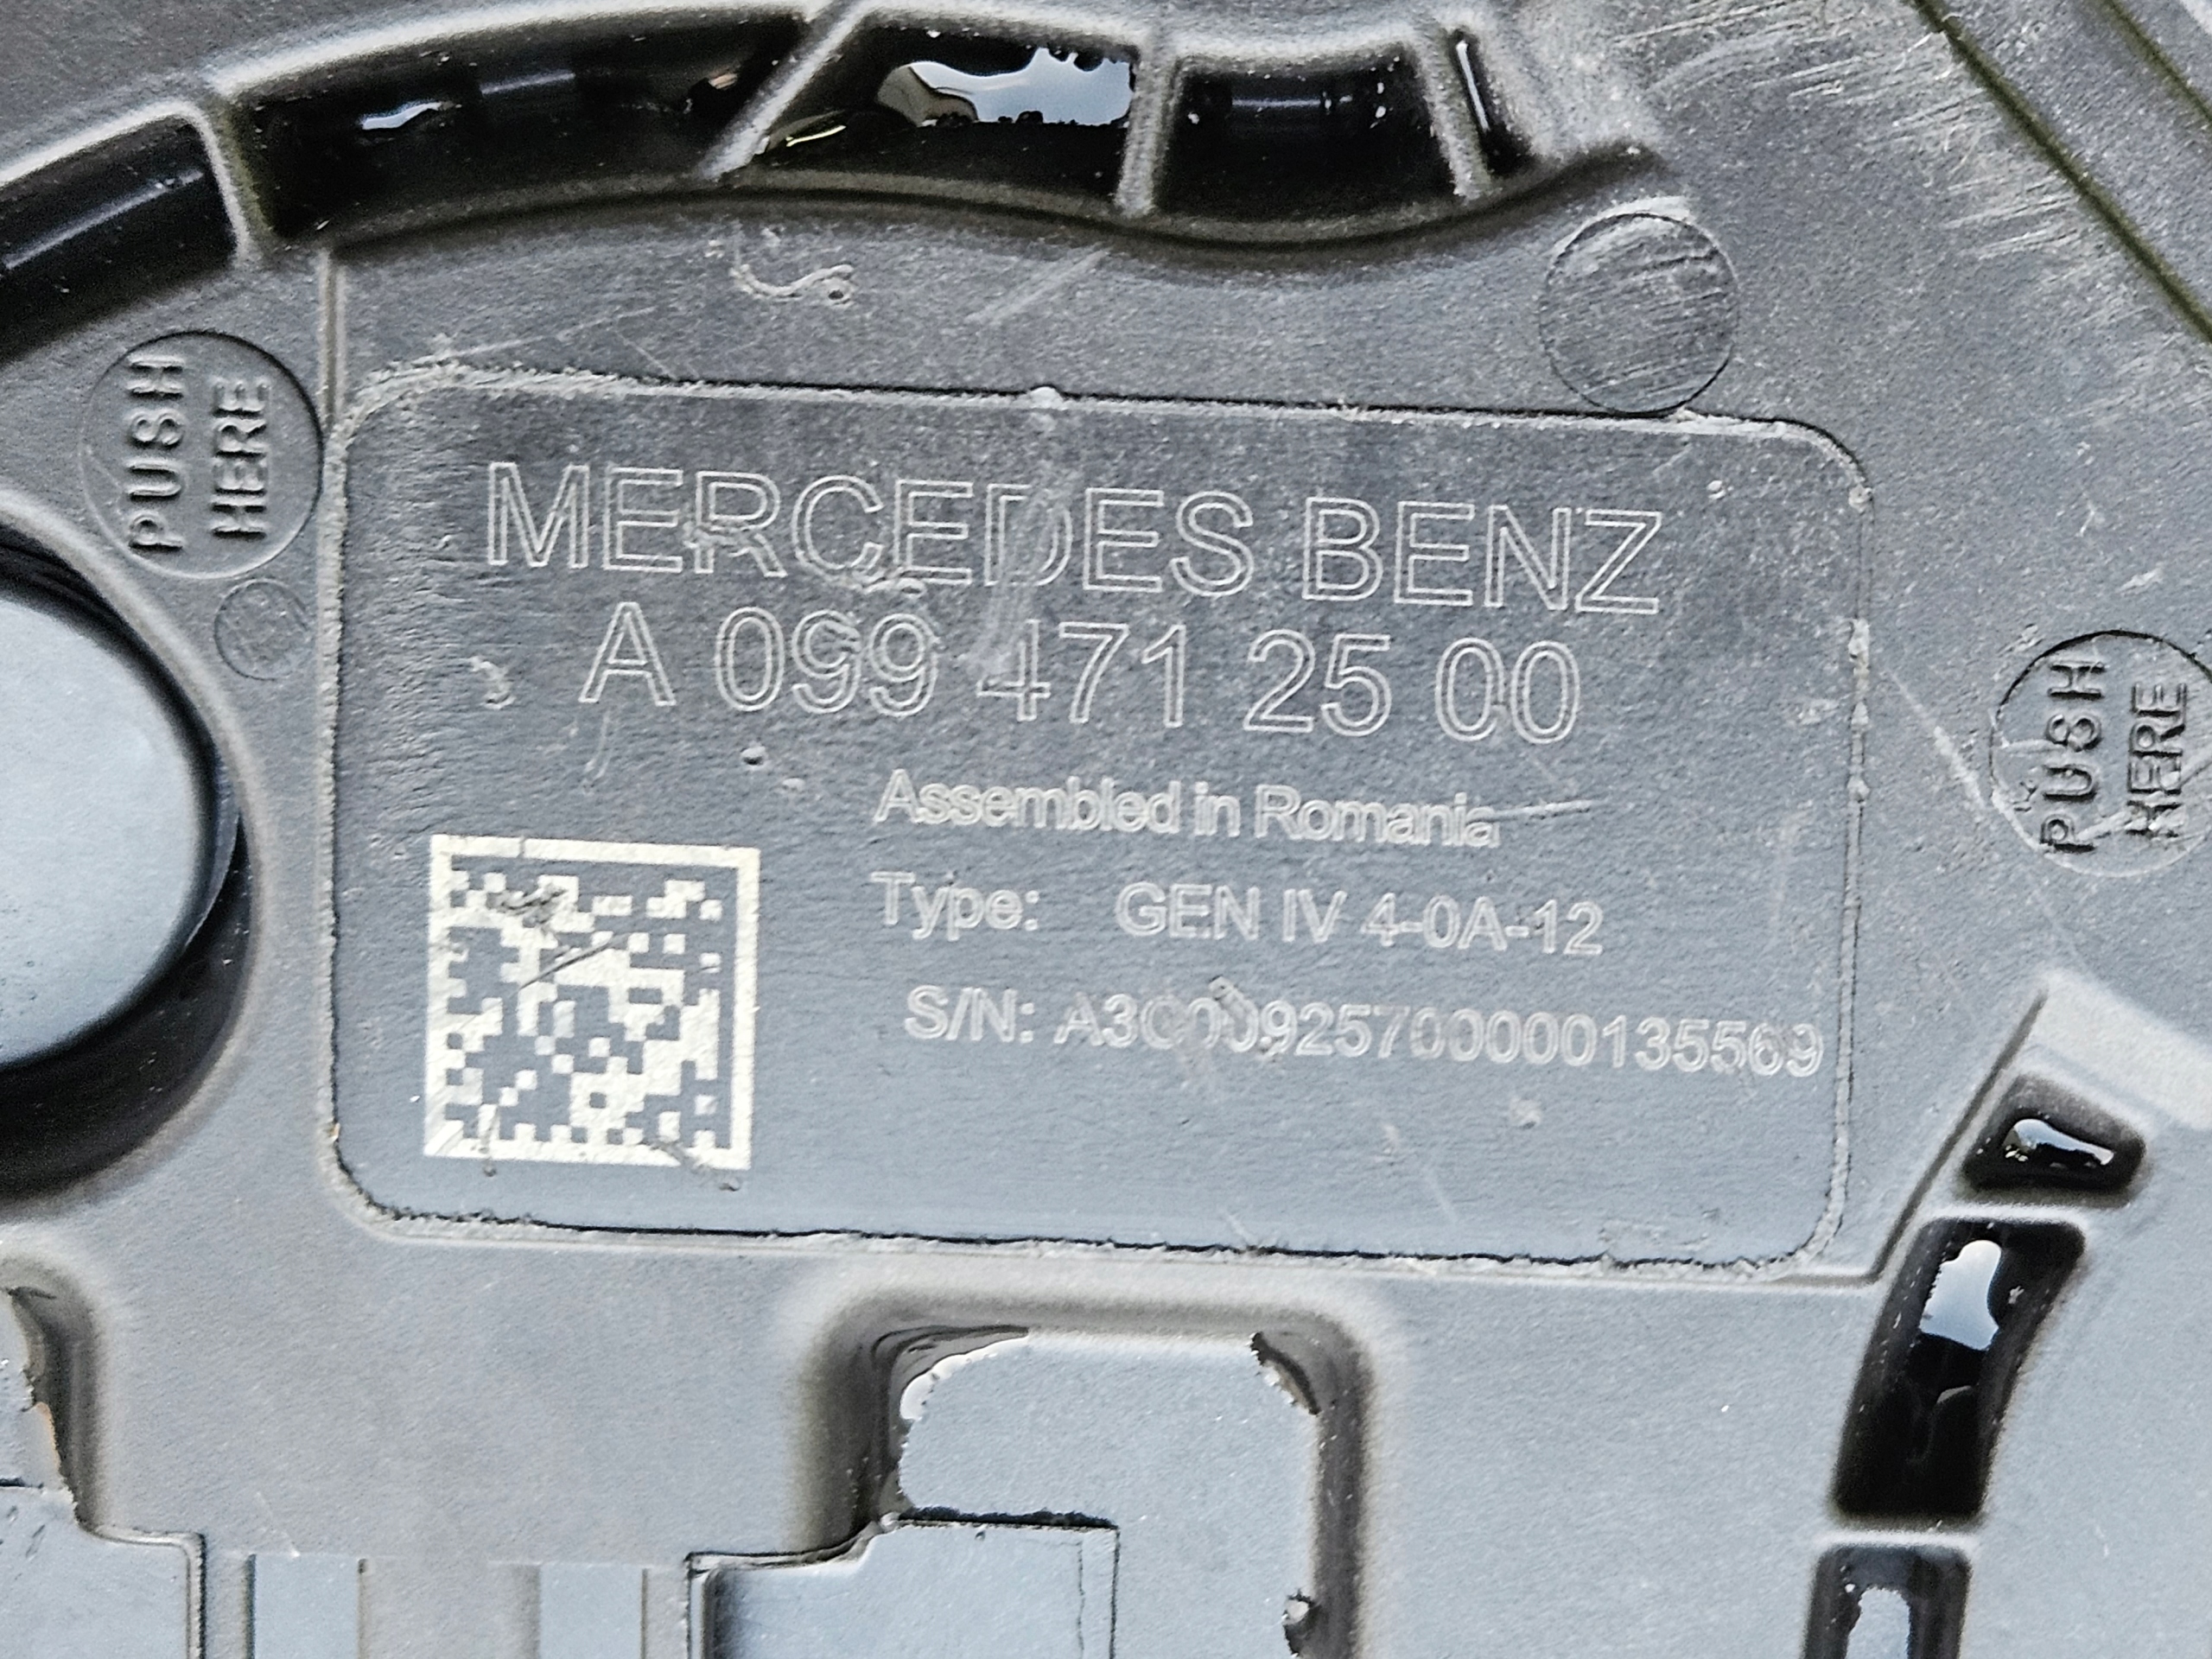 PUSH
HERE
MERCEDES BENZ
A 099 471 25 00
Assembled in Romania
Type: GEN IV 4-0A-12
S/N: A3C00925700000135569
PUSH
HERE